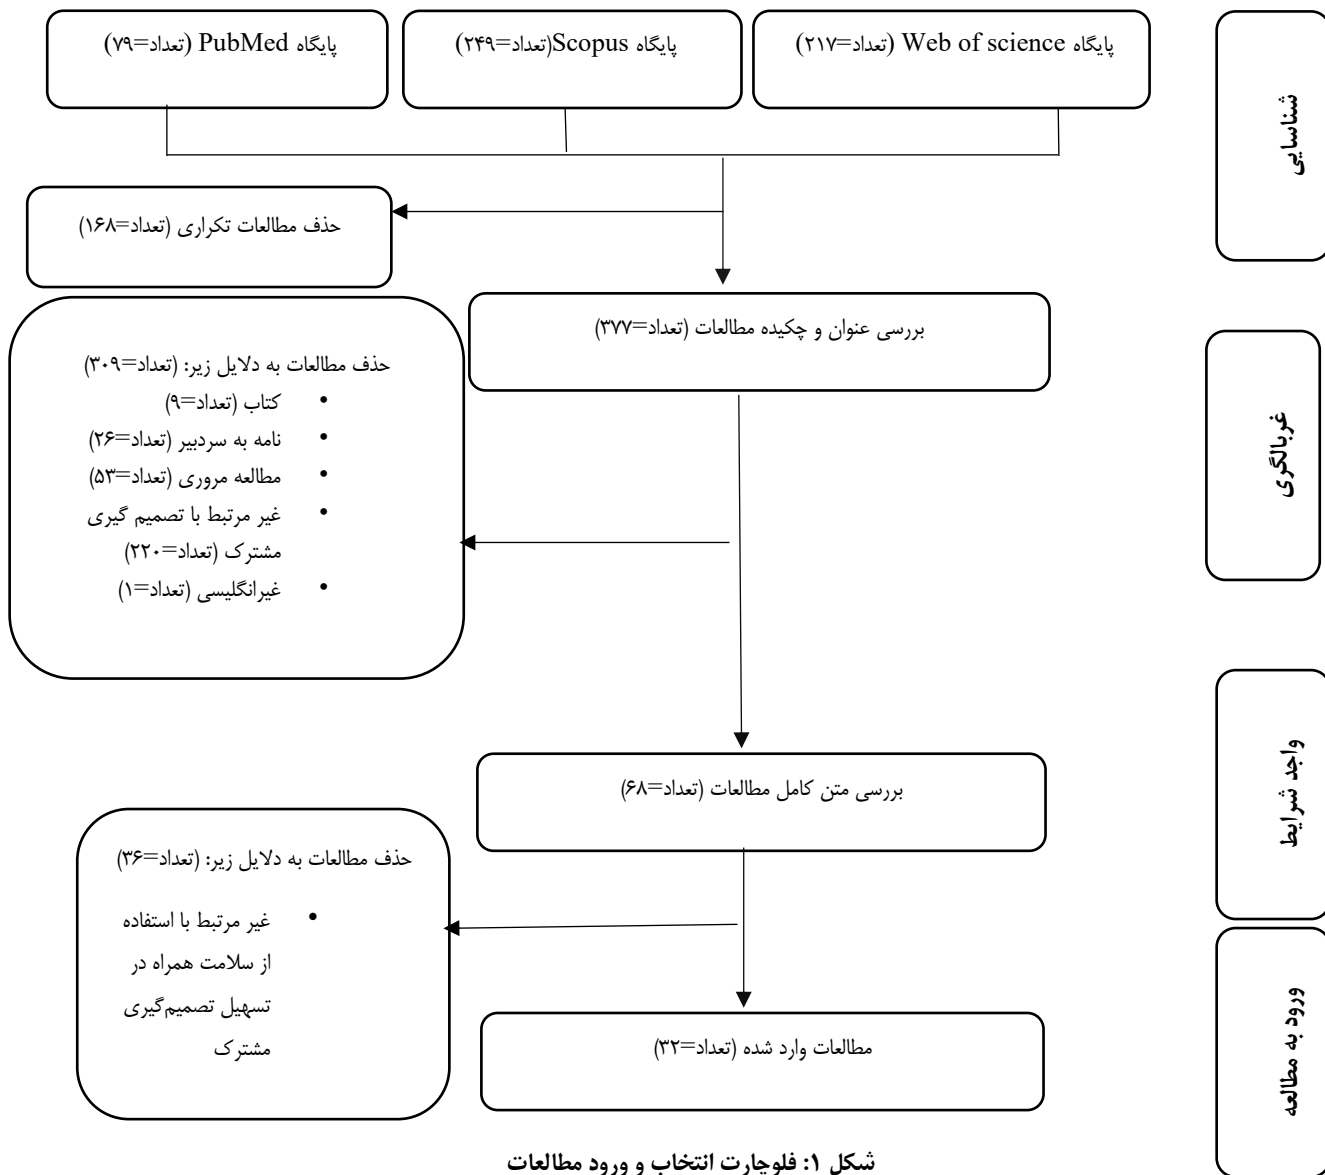 پایگاه Web of science (تعداد=۲۱۷)
پایگاه Scopus(تعداد=۲۴۹)
پایگاه PubMed (تعداد=۷۹)
شناسایی
حذف مطالعات تکراری (تعداد=۱۶۸)
بررسی عنوان و چکیده مطالعات (تعداد=۳۷۷)
غربالگری
حذف مطالعات به دلایل زیر: (تعداد=۳۰۹)
• کتاب (تعداد=۹)
• نامه به سردبیر (تعداد=۲۶)
• مطالعه مروری (تعداد=۵۳)
• غیر مرتبط با تصمیم گیری
مشترک (تعداد=۲۲۰)
• غیرانگلیسی (تعداد=۱)
بررسی متن کامل مطالعات (تعداد=۶۸)
واجد شرایط
حذف مطالعات به دلایل زیر: (تعداد=۳۶)
• غیر مرتبط با استفاده
از سلامت همراه در
تسهیل تصمیم‌گیری
مشترک
مطالعات وارد شده (تعداد=۳۲)
ورود به مطالعه
شکل ۱: فلوچارت انتخاب و ورود مطالعات